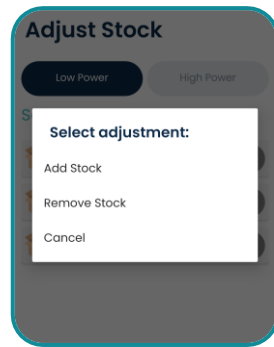 Adjust Stock
Low Power
High Power
S
Select adjustment:
Add Stock
Remove Stock
Cancel